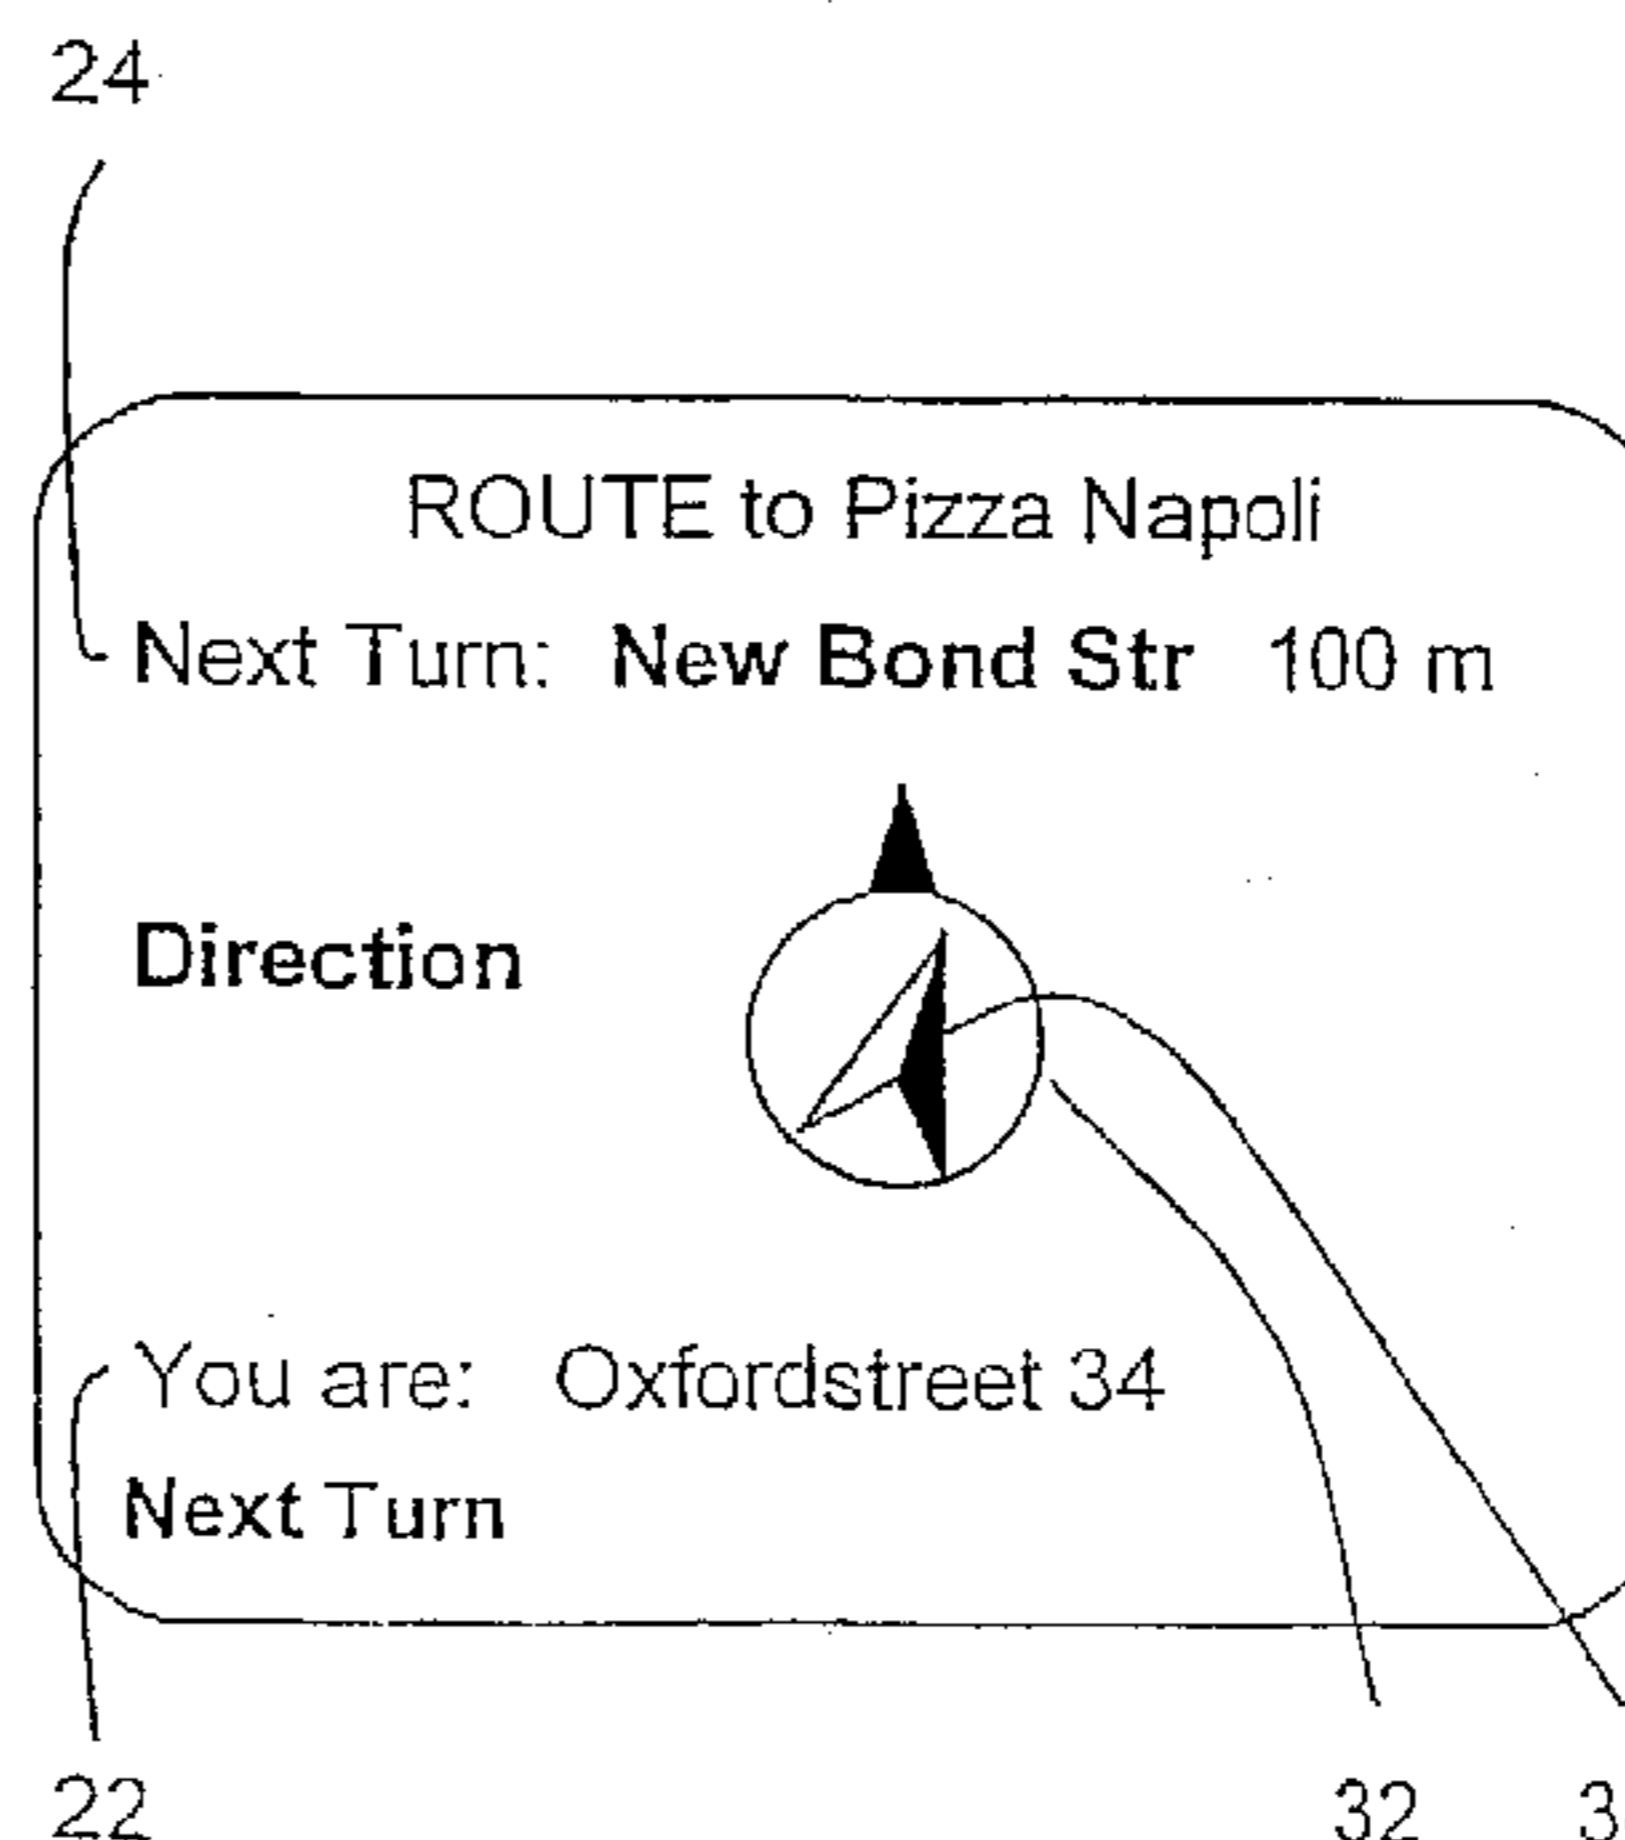 24
ROUTE to Pizza Napoli
Next Turn: New Bond Str 100 m
Direction
You are: Oxfordstreet 34
Next Turn
22 32